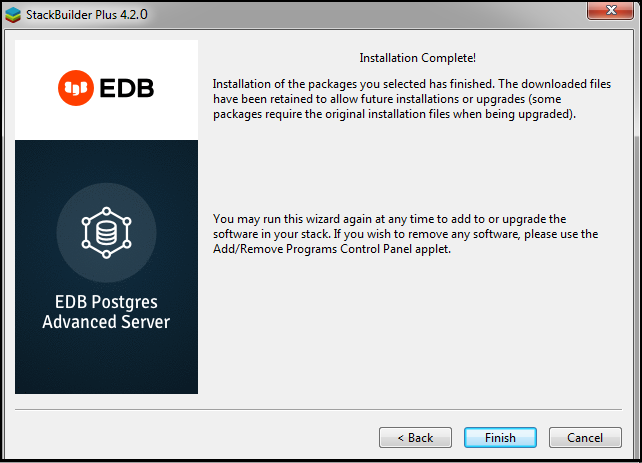 StackBuilder Plus 4.2.0
EDB
EDB Postgres
Advanced Server
Installation Complete!
Installation of the packages you selected has finished. The downloaded files
have been retained to allow future installations or upgrades (some
packages require the original installation files when being upgraded).
You may run this wizard again at any time to add to or upgrade the
software in your stack. If you wish to remove any software, please use the
Add/Remove Programs Control Panel applet.
< Back
Finish
Cancel